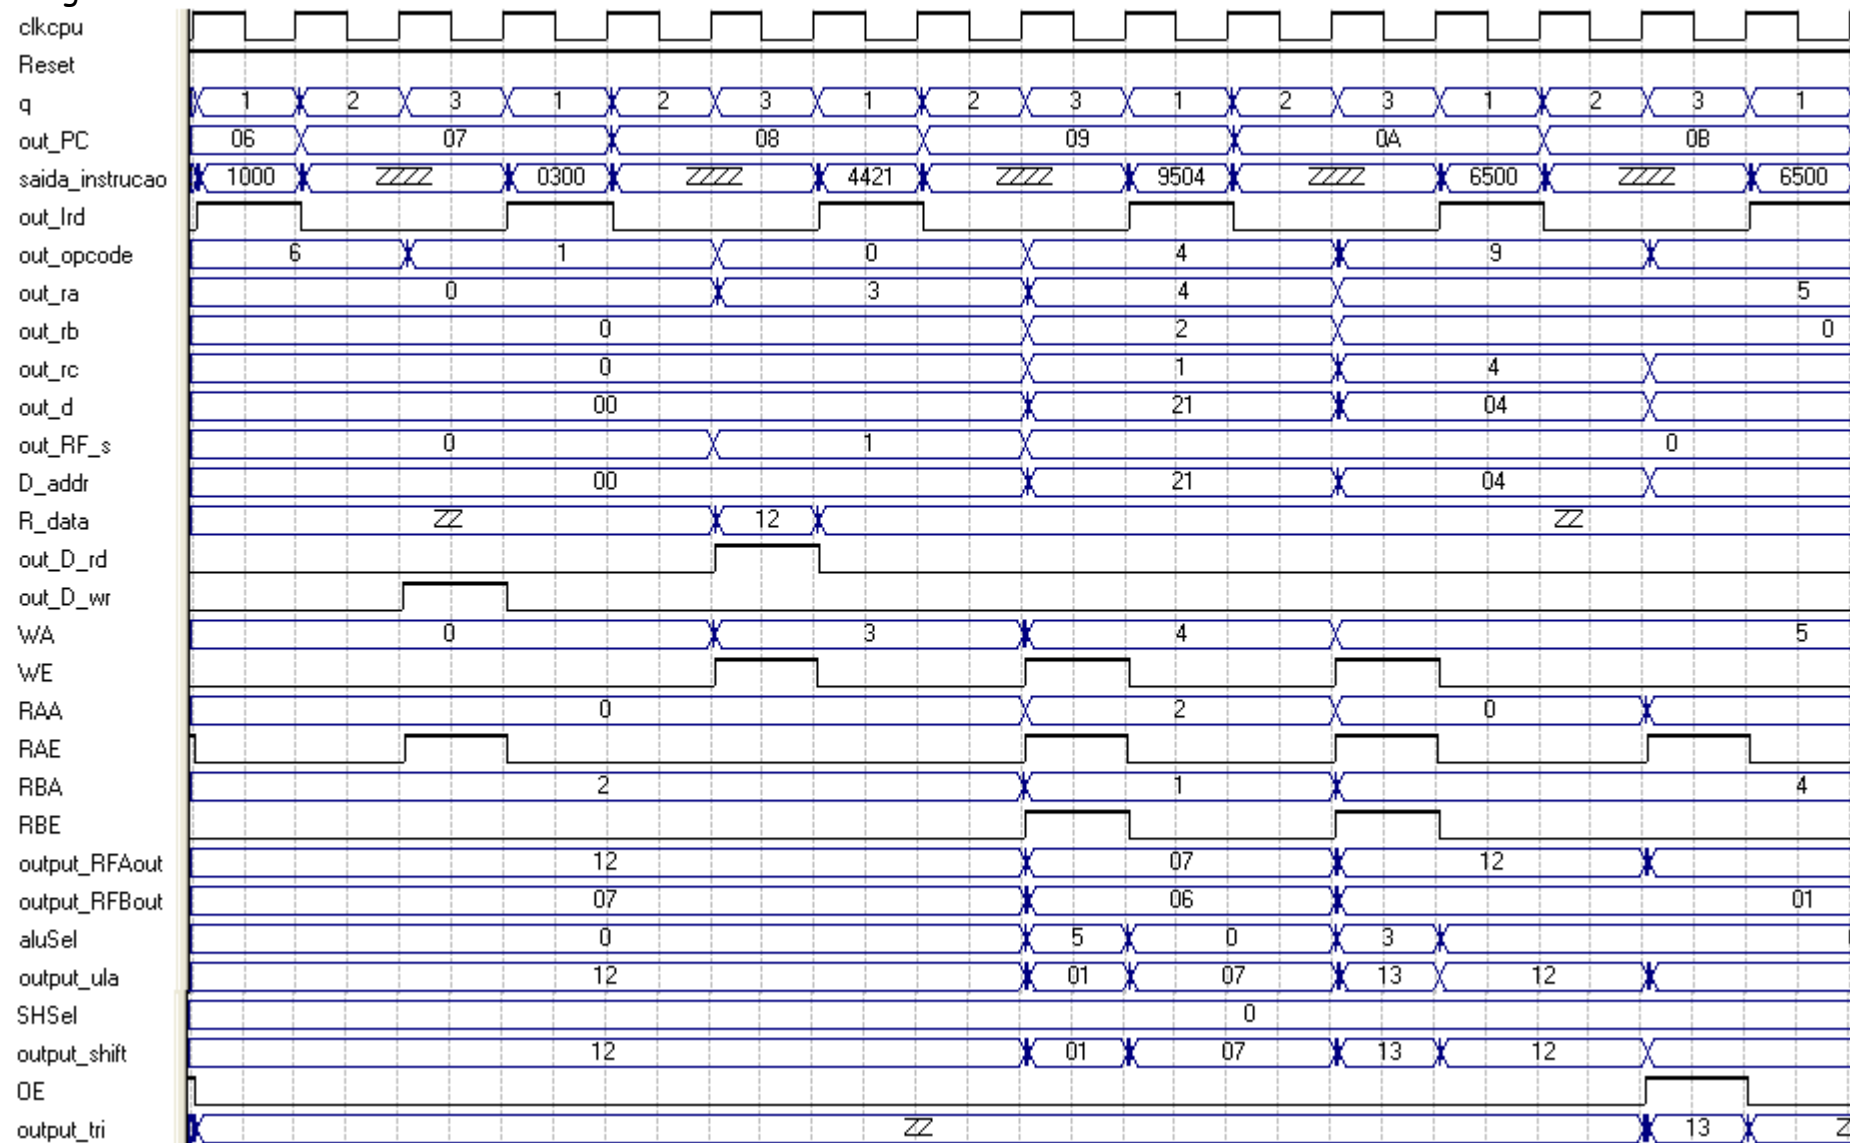 clkcpu
Reset
q 1 2 3 1 2 3 1 2 3 1 2 3 1 2 3 1
out_PC 06 07 08 09 0A 0B
saida_instrucao 1000 ZZZZ 0300 ZZZZ 4421 ZZZZ 9504 ZZZZ 6500 ZZZZ 6500
out_Ird
out_opcode 6 1 0 4 9
out_ra 0 3 4 5
out_rb 0 2 0
out_rc 0 1 4
out_d 00 21 04
out_RF_s 0 1 0
D_addr 00 21 04
R_data ZZ 12 ZZ
out_D_rd
out_D_wr
WA 0 3 4 5
WE
RAA 0 2 0
RAE
RBA 2 1 4
RBE
output_RFAout 12 07 12
output_RFBout 07 06 01
aluSel 0 5 0 3
output_ula 12 01 07 13 12
SHSel 0
output_shift 12 01 07 13 12
OE
output_tri ZZ 13 Z